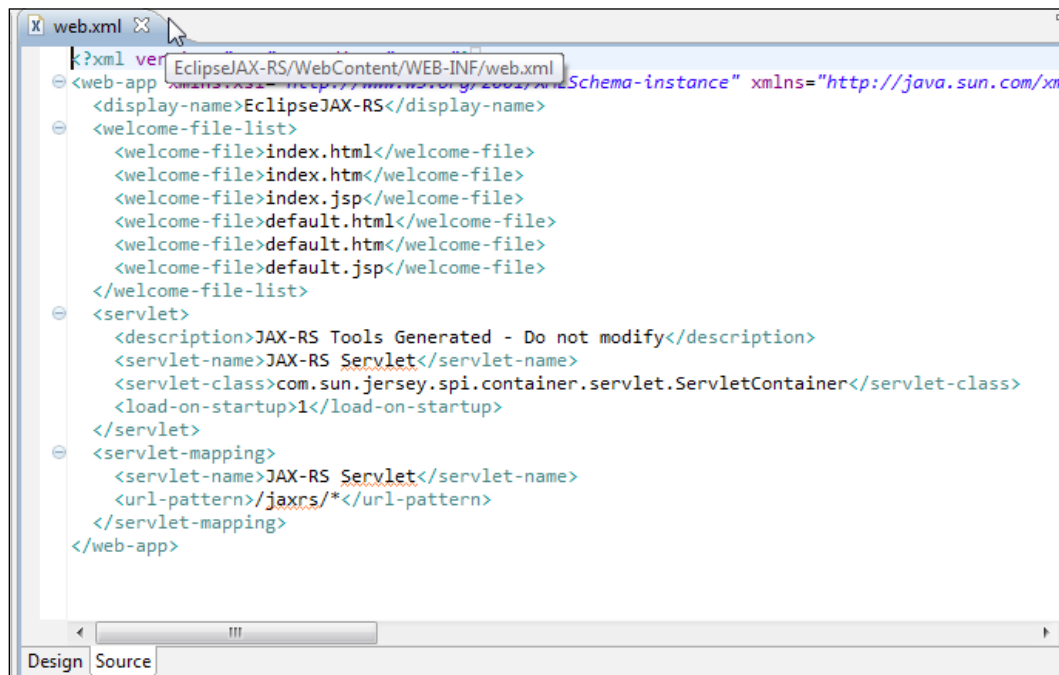 web.xml
<?xml ver
EclipseJAX-RS/WebContent/WEB-INF/web.xml
<web-app Schema-instance" xmlns="http://java.sun.com/xm
<display-name>EclipseJAX-RS</display-name>
<welcome-file-list>
<welcome-file>index.html</welcome-file>
<welcome-file>index.htm</welcome-file>
<welcome-file>index.jsp</welcome-file>
<welcome-file>default.html</welcome-file>
<welcome-file>default.htm</welcome-file>
<welcome-file>default.jsp</welcome-file>
</welcome-file-list>
<servlet>
<description>JAX-RS Tools Generated - Do not modify</description>
<servlet-name>JAX-RS Servlet</servlet-name>
<servlet-class>com.sun.jersey.spi.container.servlet.ServletContainer</servlet-class>
<load-on-startup>1</load-on-startup>
</servlet>
<servlet-mapping>
<servlet-name>JAX-RS Servlet</servlet-name>
<url-pattern>/jaxrs/*</url-pattern>
</servlet-mapping>
</web-app>
Design Source